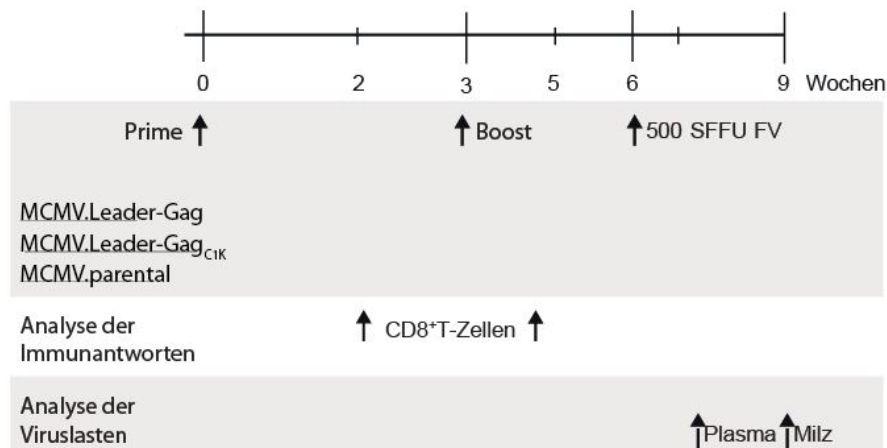 0 2 3 5 6 9 Wochen
Prime Boost 500 SFFU FV
MCMV.Leader-Gag
MCMV.Leader-GagC1K
MCMV.parental
Analyse der
Immunantworten
CD8+T-Zellen
Analyse der
Viruslasten
Plasma Milz